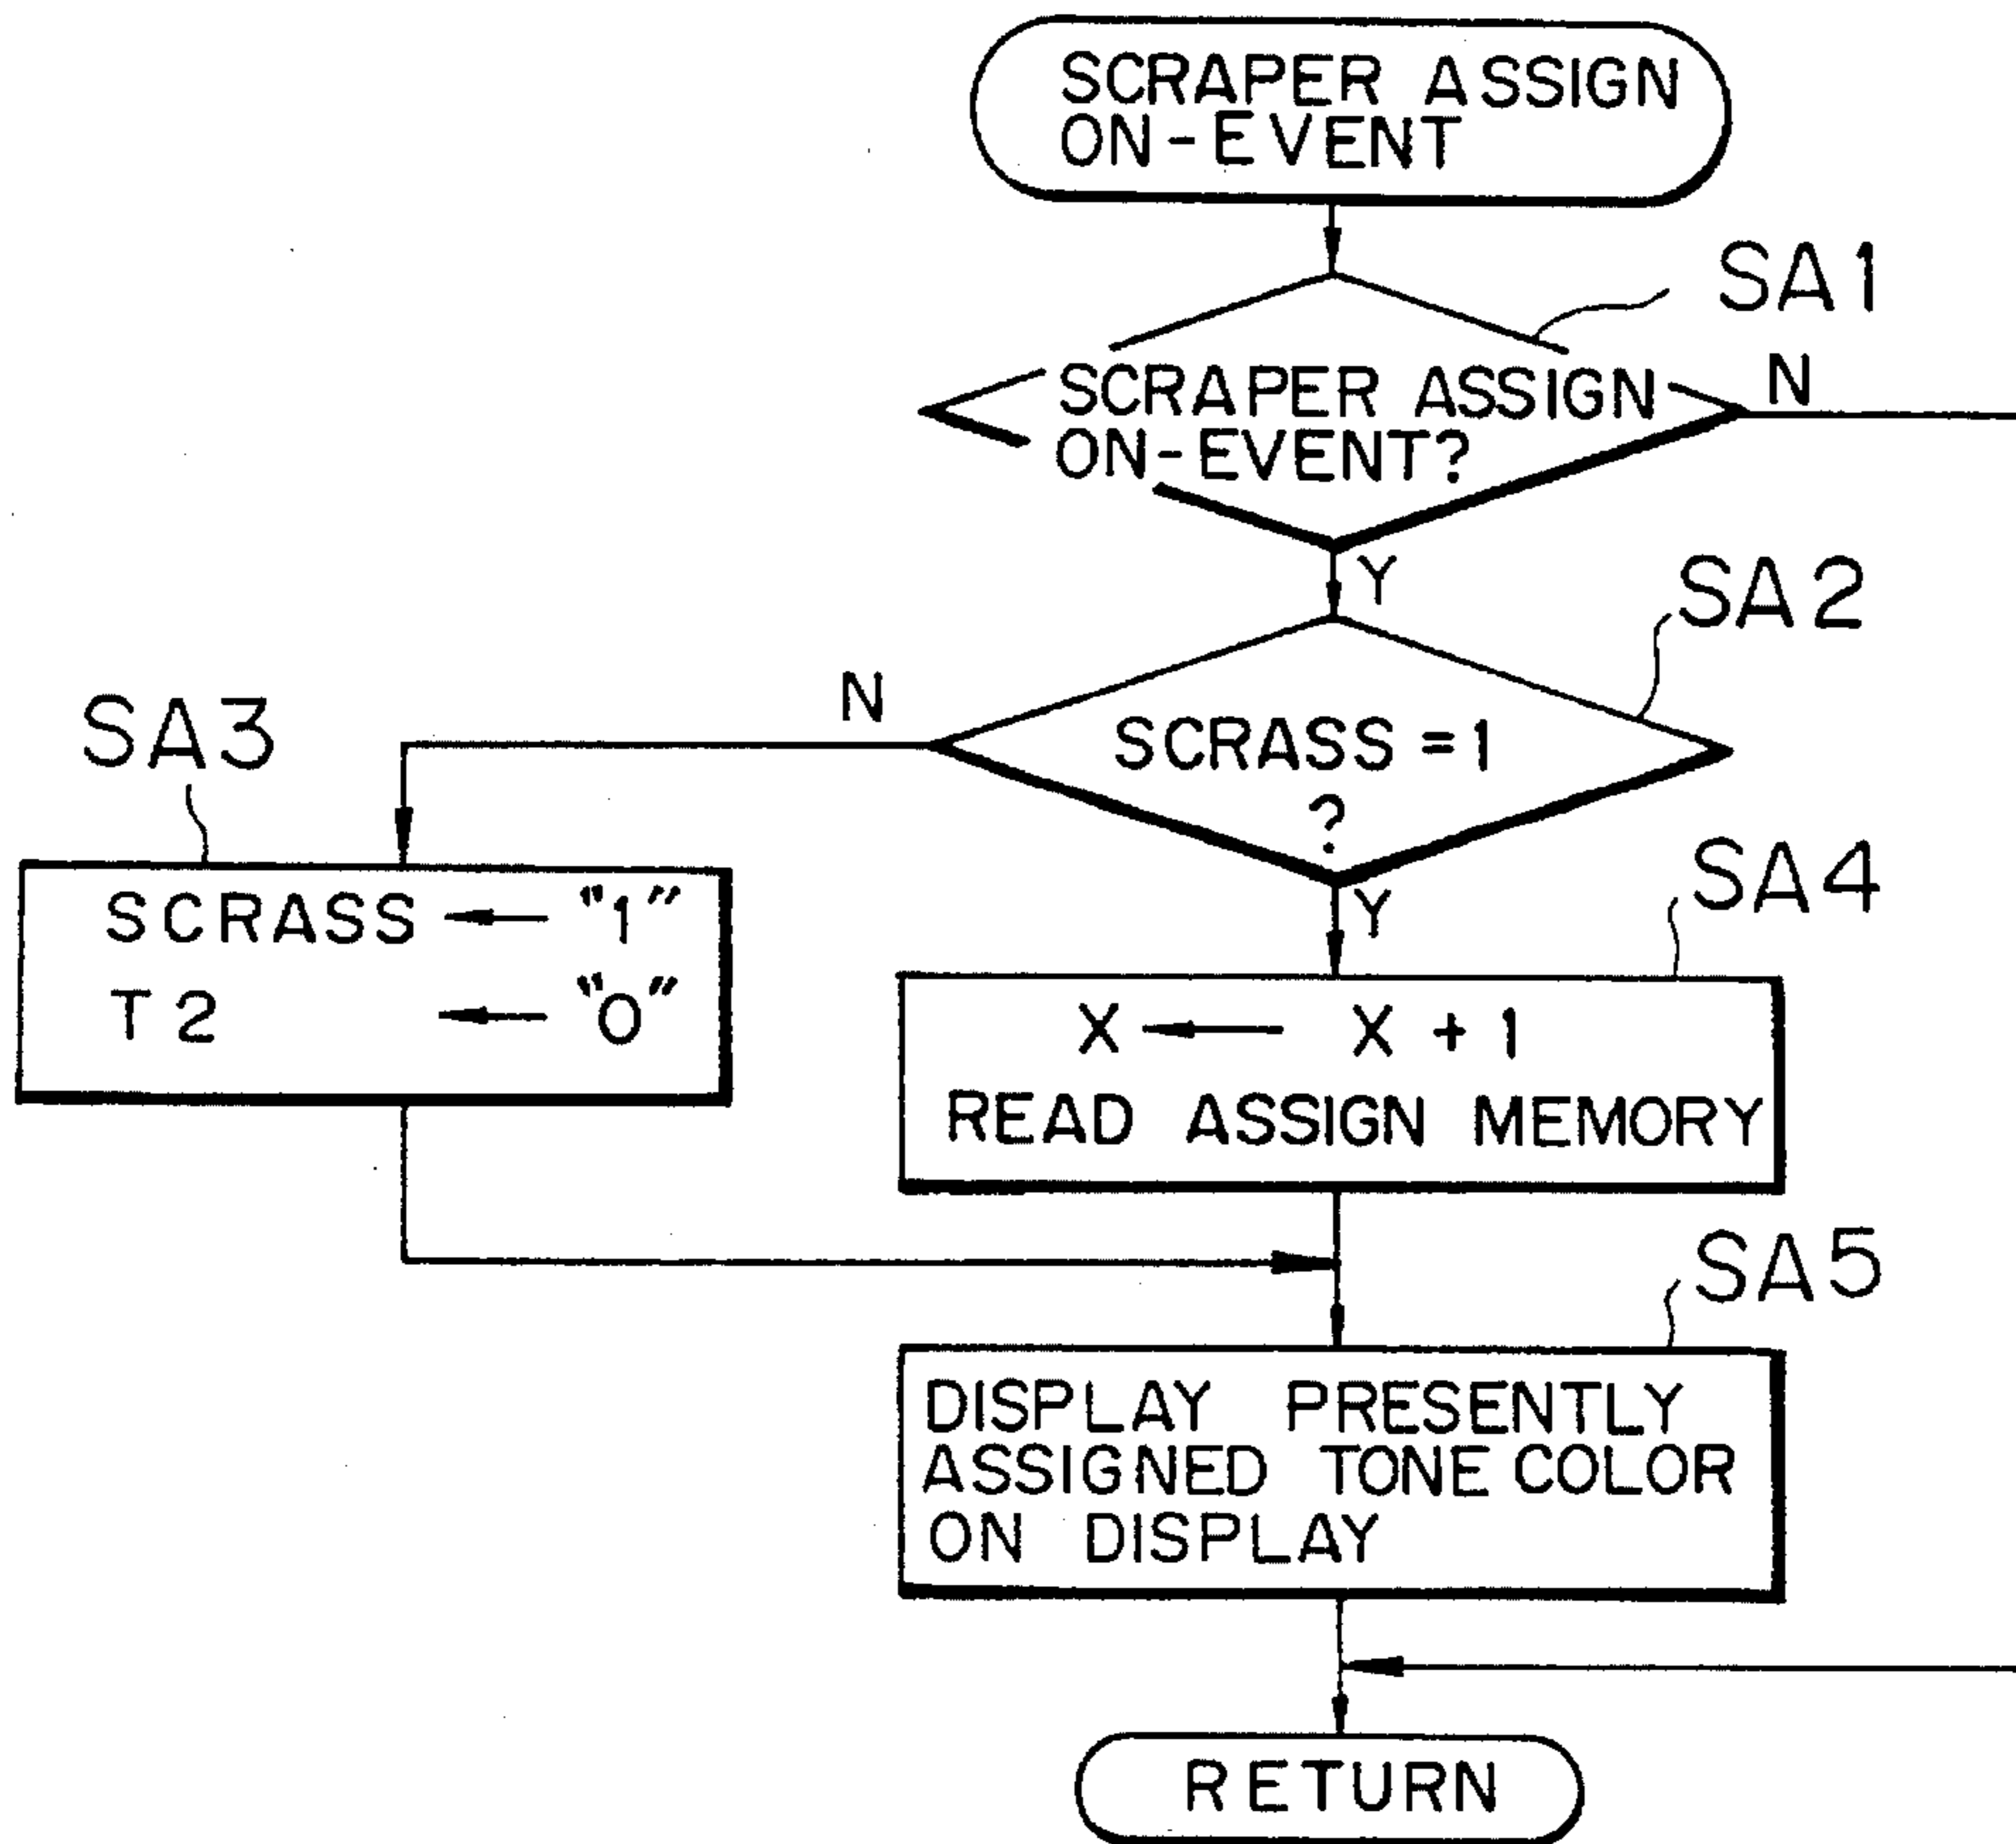 SCRAPER ASSIGN
ON-EVENT
SA1
SCRAPER ASSIGN
ON-EVENT?
N
Y
SA2
SCRASS = 1
?
N
Y
SA3
SCRASS ← "1"
T2 ← "0"
SA4
X ← X + 1
READ ASSIGN MEMORY
SA5
DISPLAY PRESENTLY
ASSIGNED TONE COLOR
ON DISPLAY
RETURN